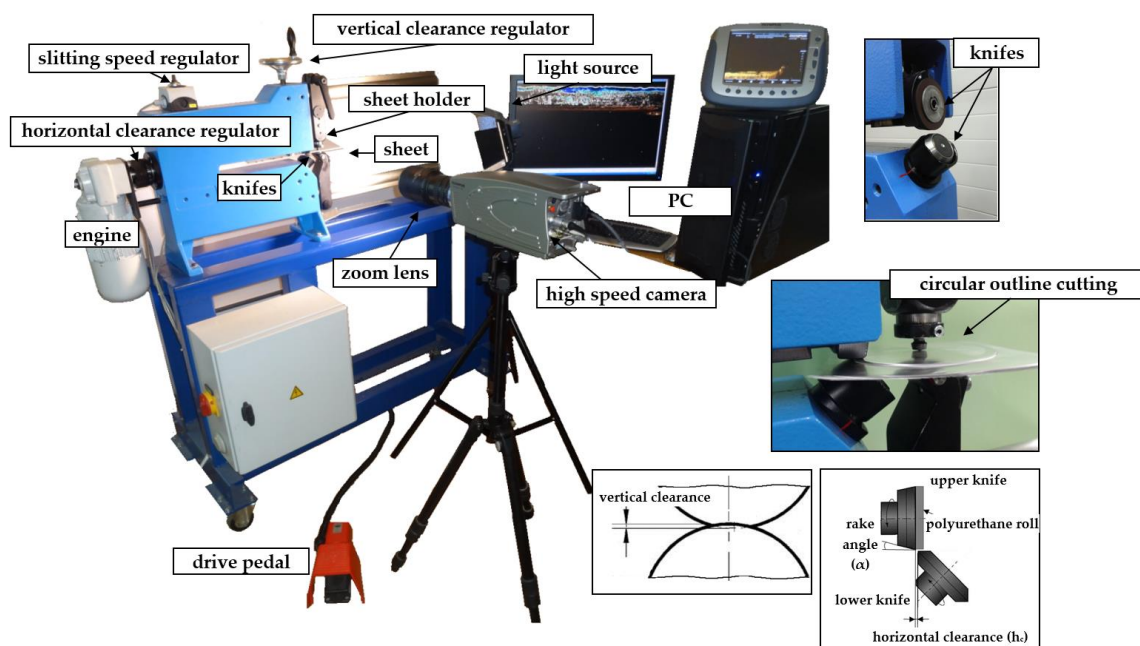 vertical clearance regulator
slitting speed regulator
light source
knifes
sheet holder
horizontal clearance regulator
sheet
knifes
PC
engine
zoom lens
high speed camera
circular outline cutting
vertical clearance
upper knife
rake
polyurethane roll
angle
(α)
drive pedal
lower knife
horizontal clearance (hc)